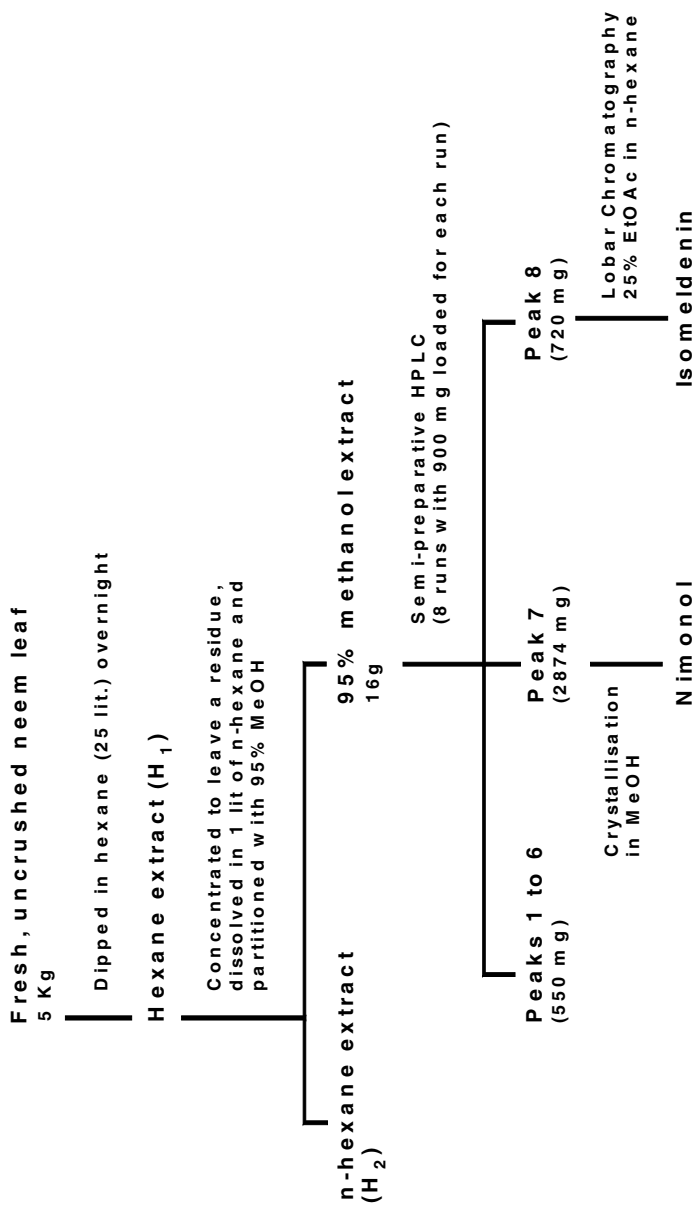 Fresh, uncrushed neem leaf
5 Kg
Dipped in hexane (25 lit.) overnight
Hexane extract (H1)
Concentrated to leave a residue,
dissolved in 1 lit of n-hexane and
partitioned with 95% MeOH
n-hexane extract
(H2)
95% methanol extract
16g
Semi-preparative HPLC
(8 runs with 900 mg loaded for each run)
Peaks 1 to 6
(550 mg)
Peak 7
(2874 mg)
Peak 8
(720 mg)
Crystallisation
in MeOH
Lobar Chromatography
25% EtOAc in n-hexane
Nimonol
Isomeldenin